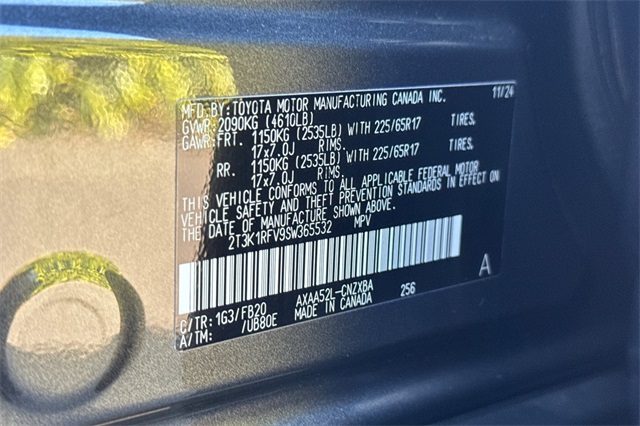 MFD.BY:TOYOTA MOTOR MANUFACTURING CANADA INC. 11/24
GVWR:2090KG (4610LB)
GAWR:FRT. 1150KG (2535LB) WITH 225/65R17 TIRES.
17x7.0J RIMS.
RR. 1150KG (2535LB) WITH 225/65R17 TIRES.
17x7.0J RIMS.
THIS VEHICLE CONFORMS TO ALL APPLICABLE FEDERAL MOTOR
VEHICLE SAFETY AND THEFT PREVENTION STANDARDS IN EFFECT ON
THE DATE OF MANUFACTURE SHOWN ABOVE.
2T3K1RFV9SW365532 MPV
A
C/TR:1G3/FB20 AXAA52L-CNZXBA 256
A/TM: /UB80E MADE IN CANADA